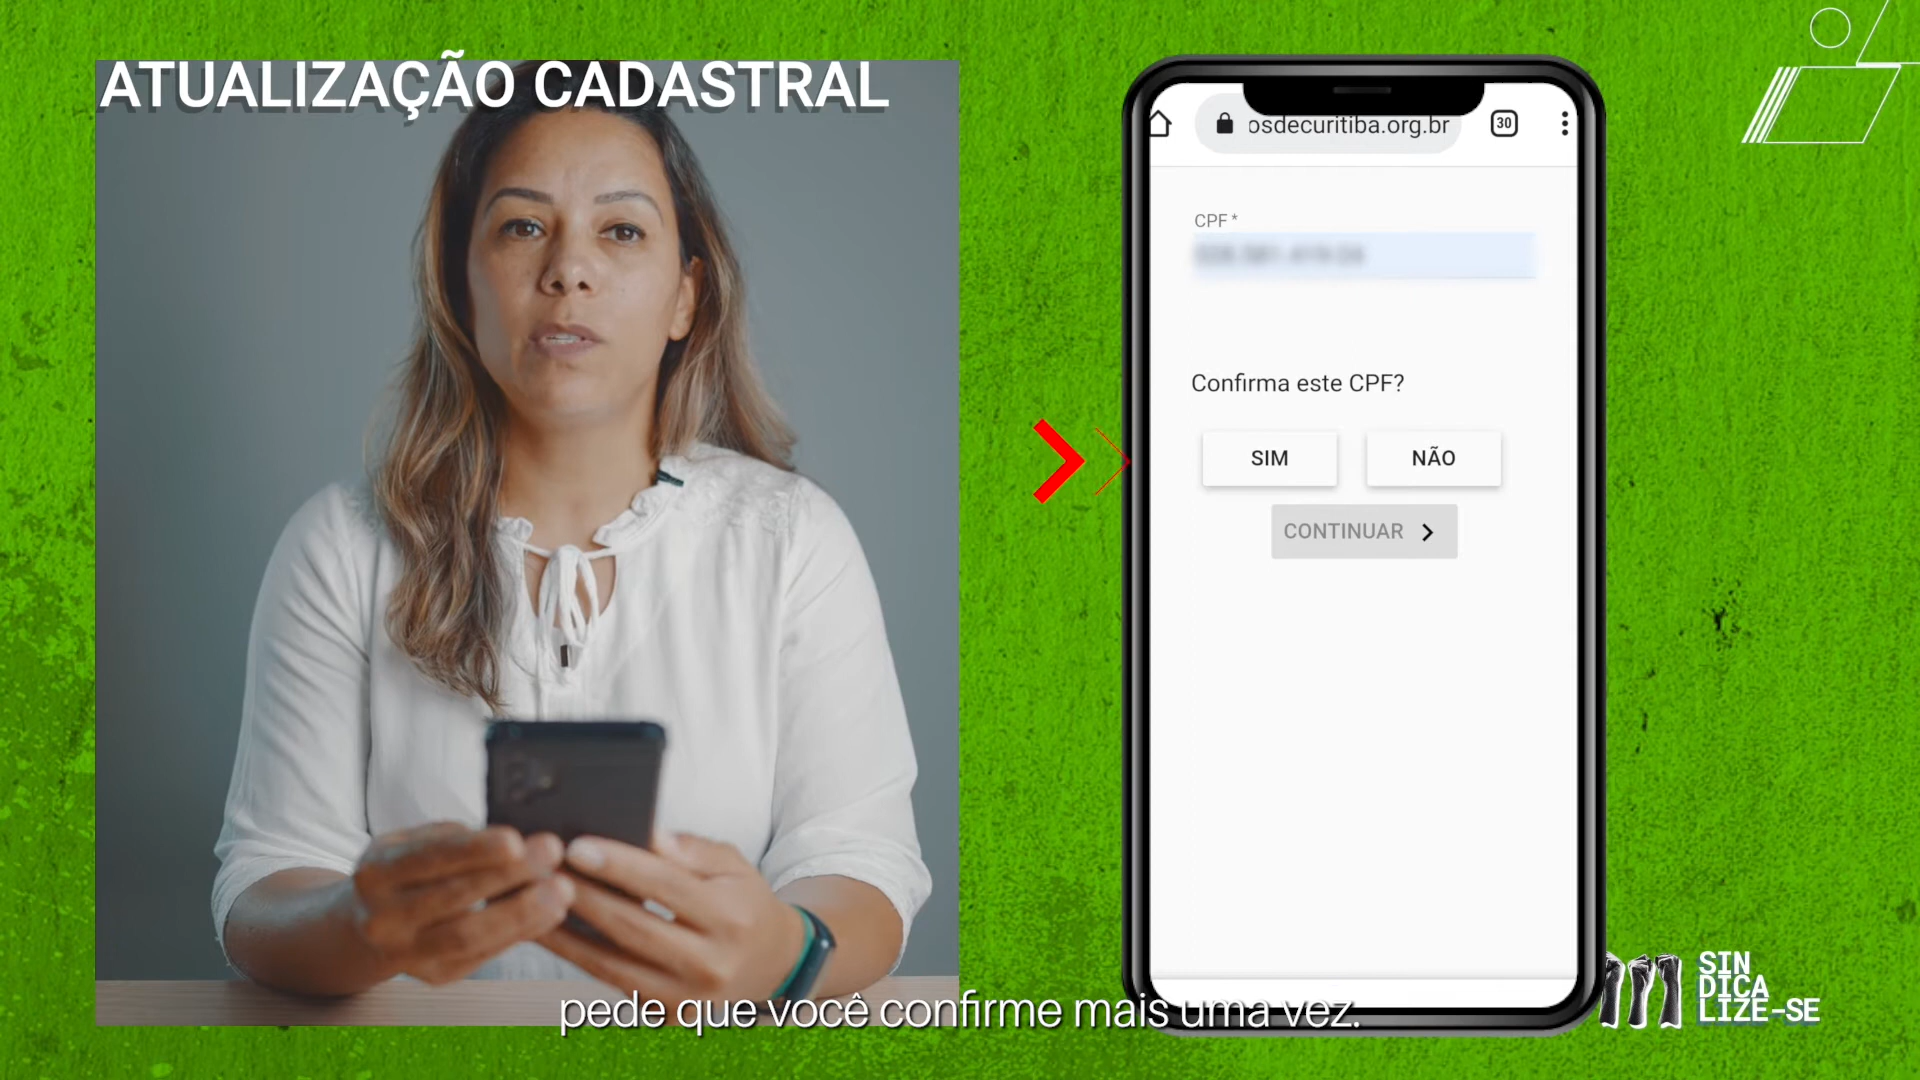 ATUALIZAÇÃO CADASTRAL
osdecuritiba.org.br
30
CPF *
Confirma este CPF?
SIM
NÃO
CONTINUAR
pede que você confirme mais uma vez.
SIN
DICA
LIZE-SE